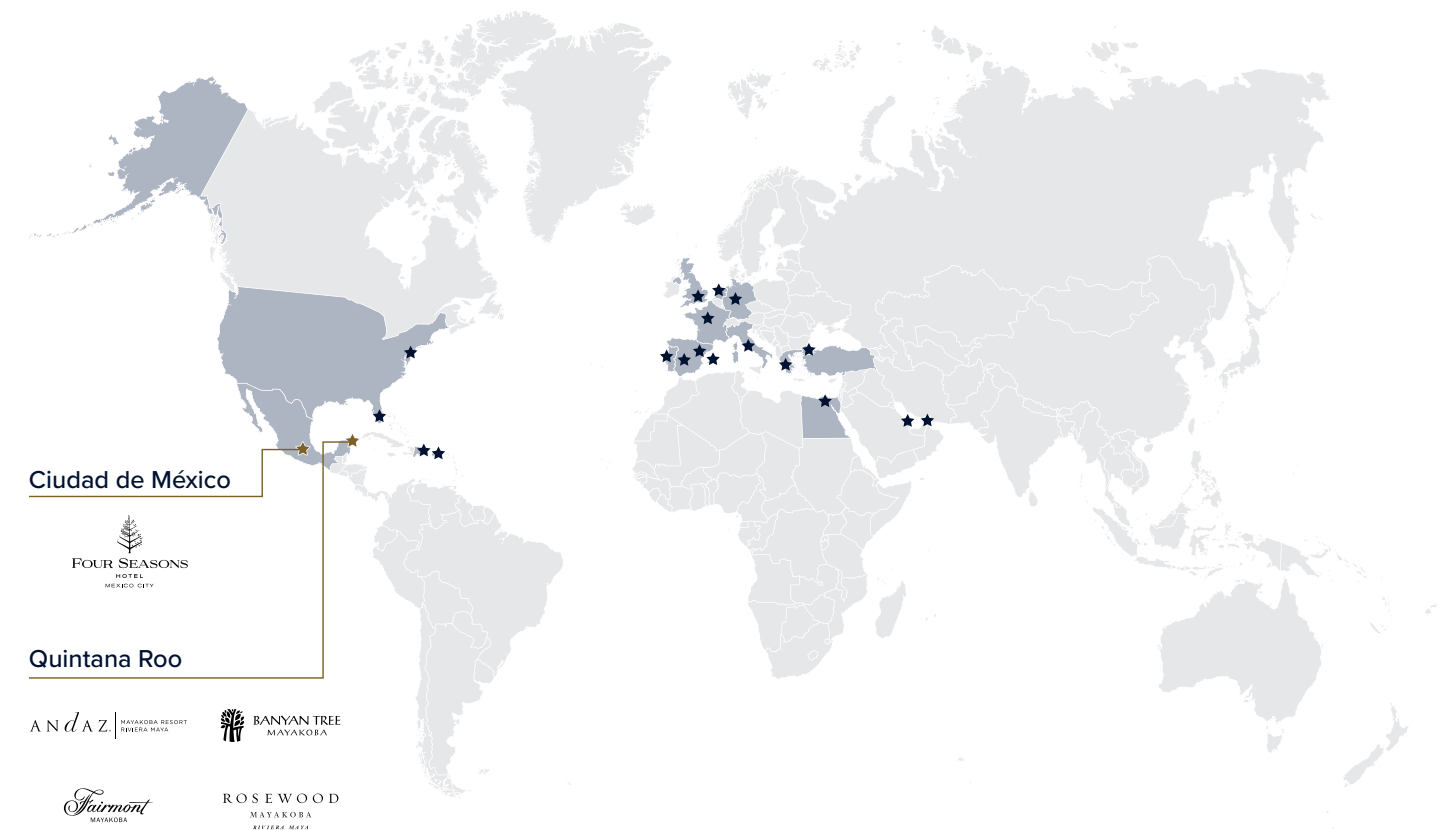 Ciudad de México
FOUR SEASONS
HOTEL
MEXICO CITY
Quintana Roo
ANdAZ.
MAYAKOBA RESORT
RIVIERA MAYA
BANYAN TREE
MAYAKOBA
Fairmont
MAYAKOBA
ROSEWOOD
MAYAKOBA
RIVIERA MAYA